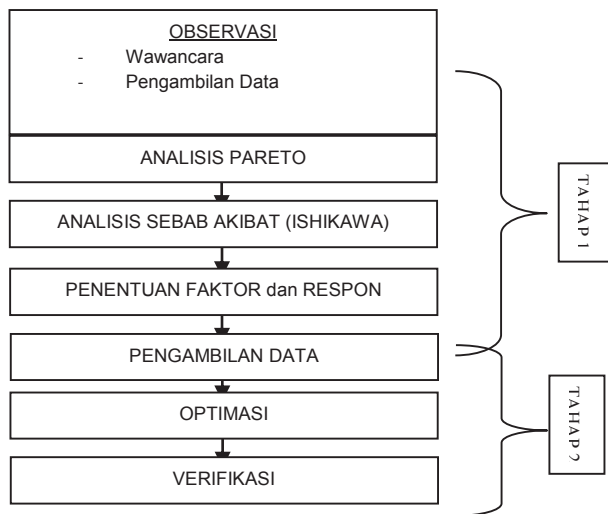 OBSERVASI
- Wawancara
- Pengambilan Data
ANALISIS PARETO
ANALISIS SEBAB AKIBAT (ISHIKAWA)
PENENTUAN FAKTOR dan RESPON
PENGAMBILAN DATA
OPTIMASI
VERIFIKASI
TAHAP 1
TAHAP 2